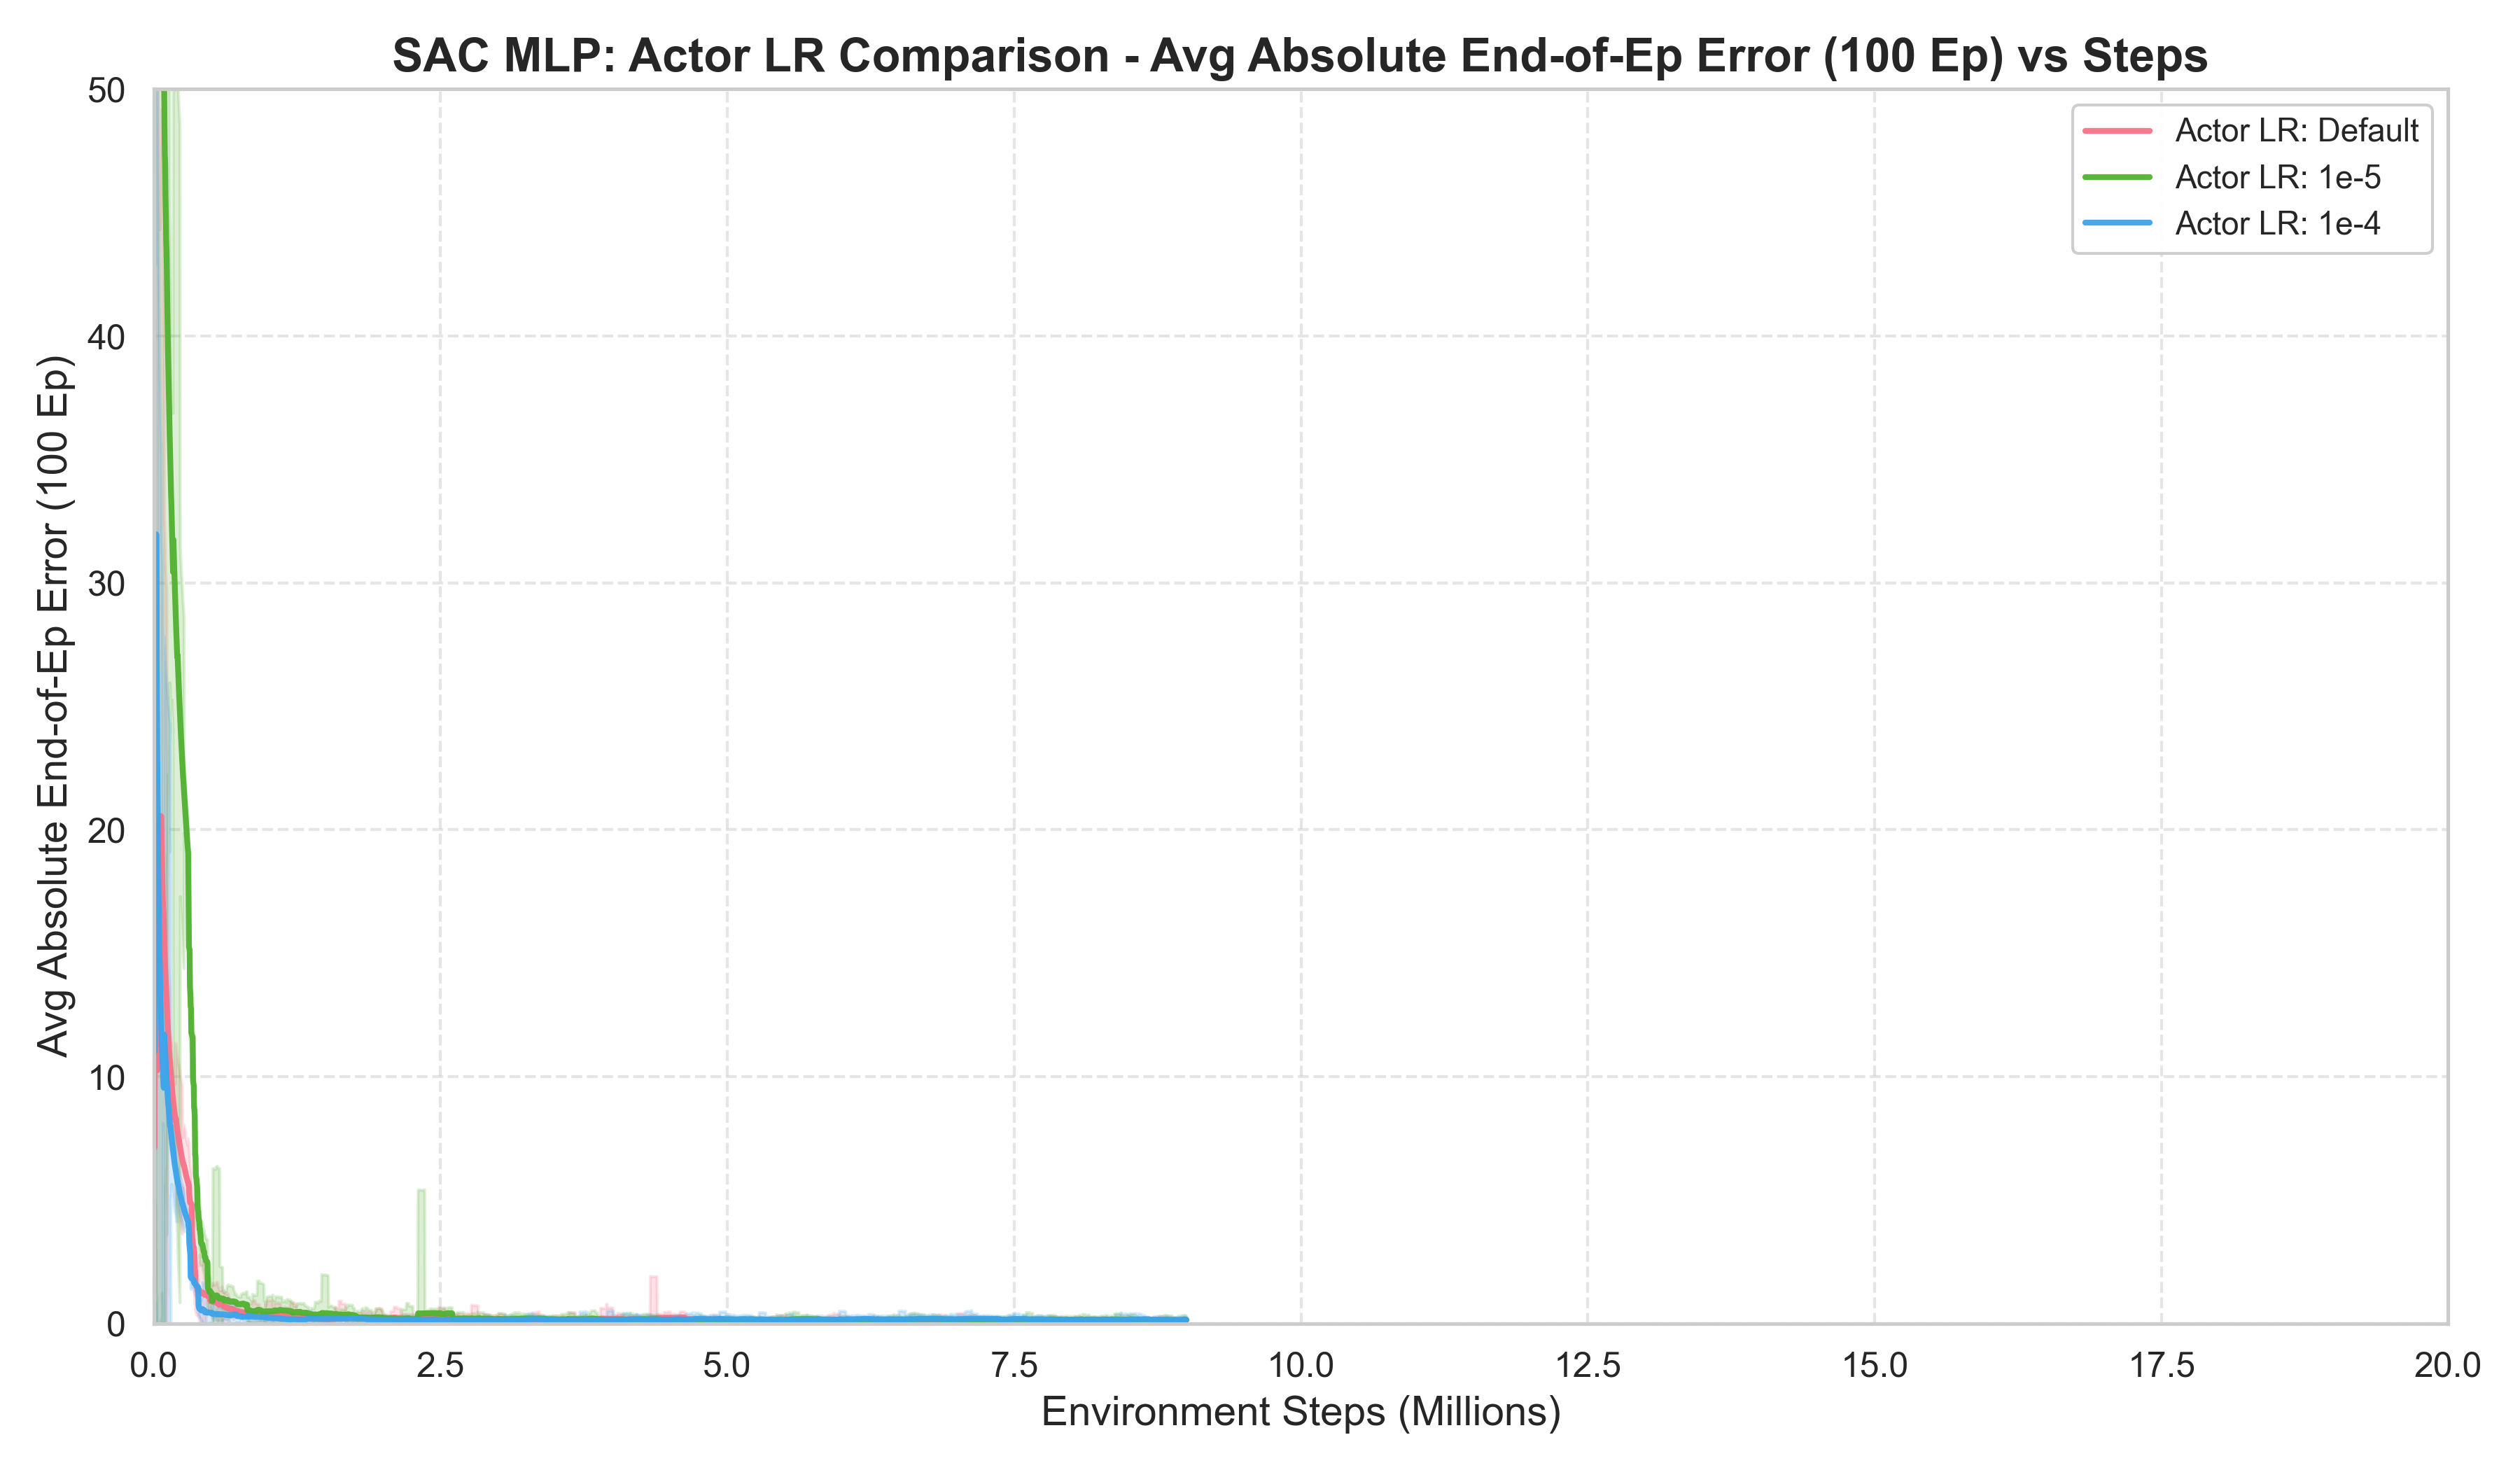 SAC MLP: Actor LR Comparison - Avg Absolute End-of-Ep Error (100 Ep) vs Steps
Actor LR: Default
Actor LR: 1e-5
Actor LR: 1e-4
Avg Absolute End-of-Ep Error (100 Ep)
50
40
30
20
10
0
0.0 2.5 5.0 7.5 10.0 12.5 15.0 17.5 20.0
Environment Steps (Millions)